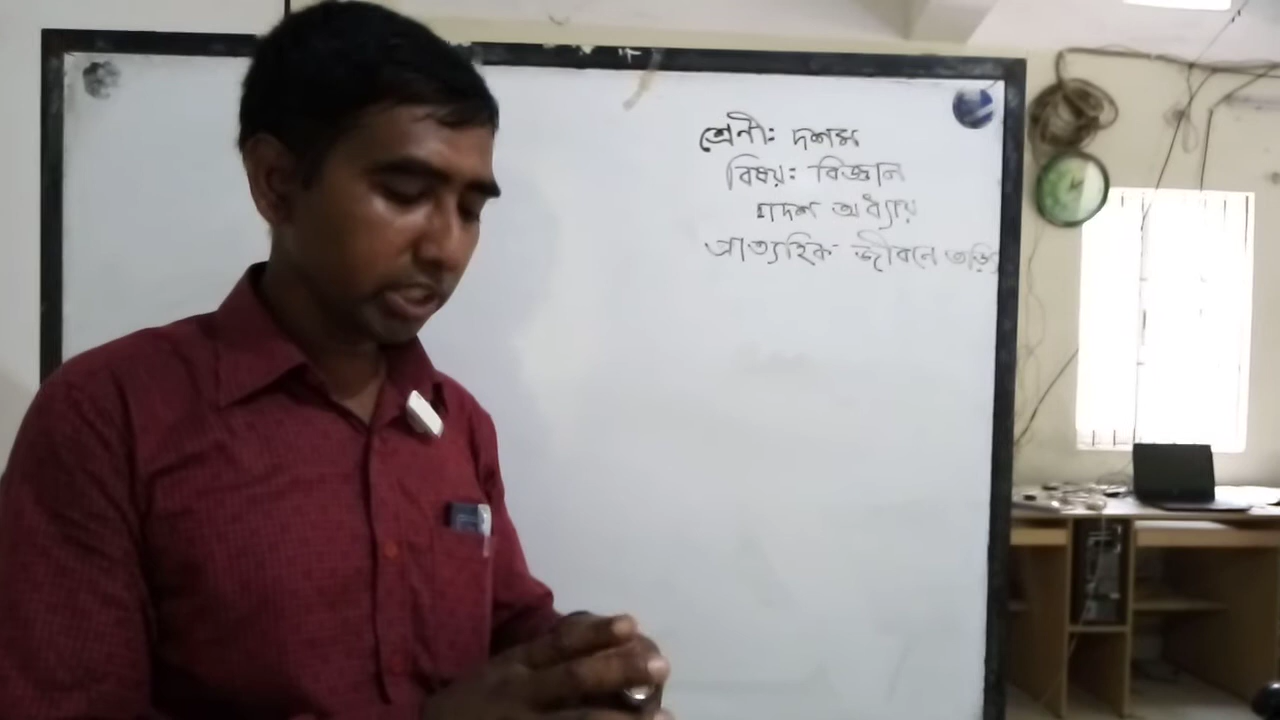 শ্রেনী: দশম
বিষয়: বিজ্ঞান
দ্বাদশ অধ্যায়
প্রাত্যহিক জীবনে তড়িৎ